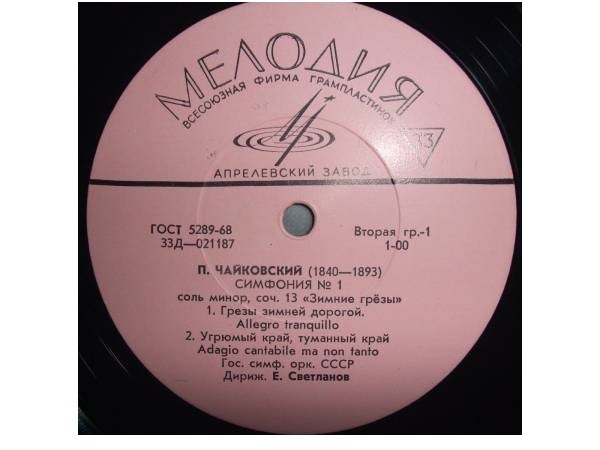 МЕЛОДИЯ
ВСЕСОЮЗНАЯ ФИРМА ГРАМПЛАСТИНОК
33
АПРЕЛЕВСКИЙ ЗАВОД
ГОСТ 5289-68
Вторая гр.-1
33Д—021187
1-00
П. ЧАЙКОВСКИЙ (1840—1893)
СИМФОНИЯ № 1
соль минор, соч. 13 «Зимние грёзы»
1. Грезы зимней дорогой.
Allegro tranquillo
2. Угрюмый край, туманный край
Adagio cantabile ma non tanto
Гос. симф. орк. СССР
Дириж. Е. Светланов